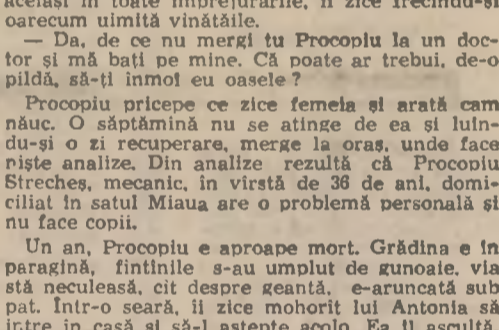 același în toate împrejurările, îi zice frecîndu-și
oarecum uimită vînătăile.
— Da, de ce nu mergi tu Procopiu la un doc-
tor și mă bați pe mine. Că poate ar trebui, de-o
pildă, să-ți înmoi eu oasele ?
Procopiu pricepe ce zice femeia și arată cam
năuc. O săptămînă nu se atinge de ea și luîn-
du-și o zi recuperare, merge la oraș, unde face
niște analize. Din analize rezultă că Procopiu
Strecheș, mecanic, în vîrstă de 36 de ani, domi-
ciliat în satul Miaua are o problemă personală și
nu face copii.
Un an, Procopiu e aproape mort. Grădina e în
paragină, fîntînile s-au umplut de gunoaie, via
stă neculeasă, cît despre geantă, e-aruncată sub
pat. Într-o seară, îi zice mohorît lui Antonia să
intre în casă și să-l aștepte acolo. Ea îl ascultă